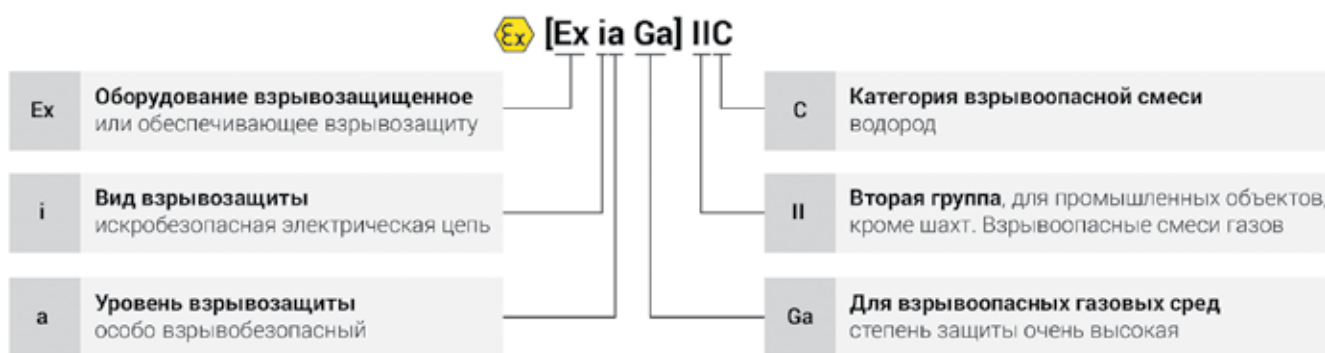 Ex [Ex ia Ga] IIC
Ex
Оборудование взрывозащищенное
или обеспечивающее взрывозащиту
i
Вид взрывозащиты
искробезопасная электрическая цепь
a
Уровень взрывозащиты
особо взрывобезопасный
C
Категория взрывоопасной смеси
водород
II
Вторая группа, для промышленных объектов,
кроме шахт. Взрывоопасные смеси газов
Ga
Для взрывоопасных газовых сред
степень защиты очень высокая